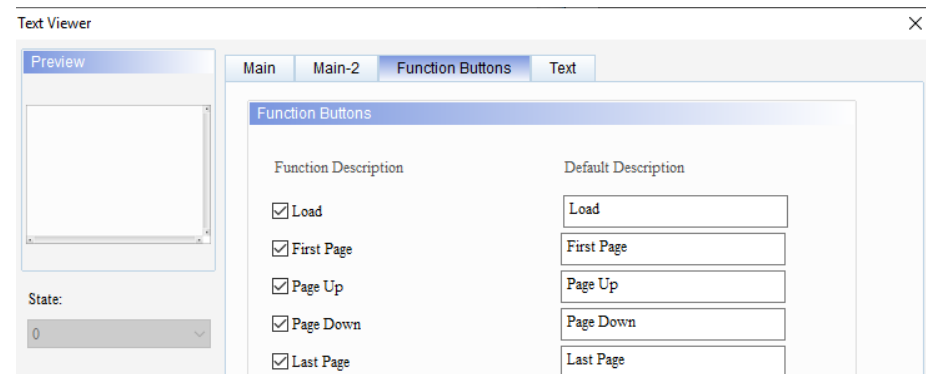 Text Viewer
Preview
Main Main-2 Function Buttons Text
Function Buttons
Function Description Default Description
Load Load
First Page First Page
Page Up Page Up
Page Down Page Down
Last Page Last Page
State:
0